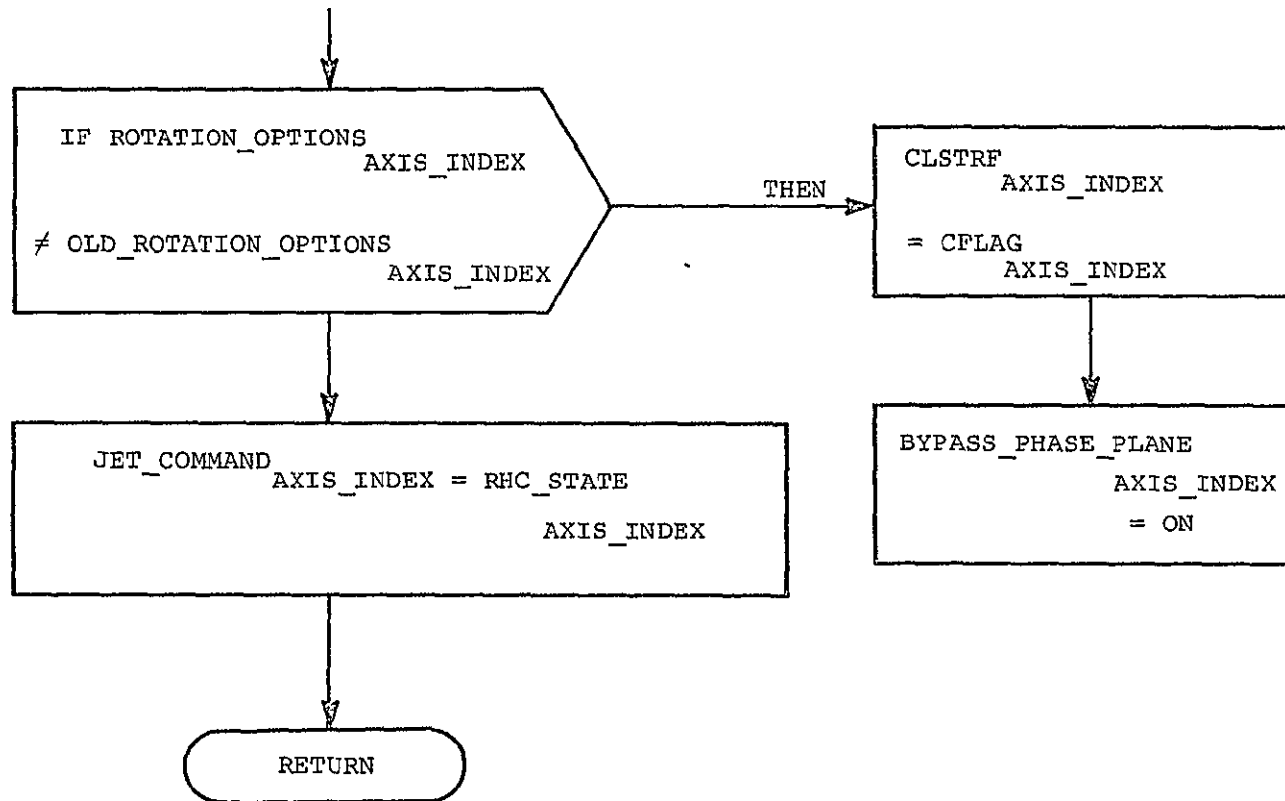 IF ROTATION_OPTIONS
AXIS_INDEX
≠ OLD_ROTATION_OPTIONS
AXIS_INDEX
THEN
CLSTRF
AXIS_INDEX
= CFLAG
AXIS_INDEX
BYPASS_PHASE_PLANE
AXIS_INDEX
= ON
JET_COMMAND
AXIS_INDEX = RHC_STATE
AXIS_INDEX
RETURN